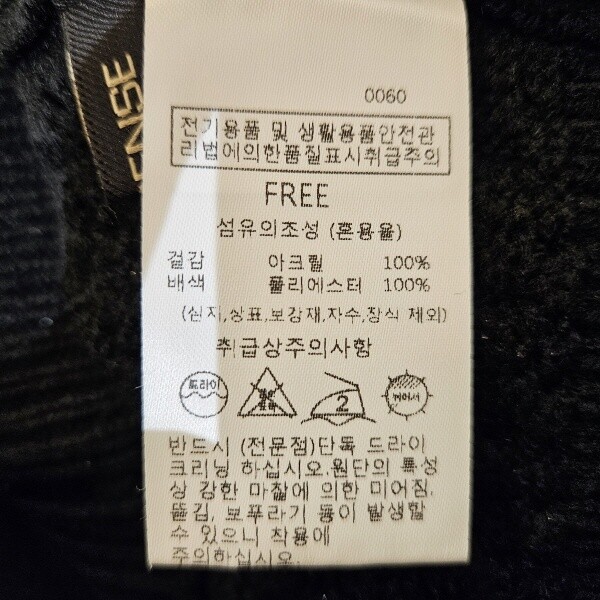 ENSE
0060
전기용품 및 생활용품안전관
리법에의한품질표시취급주의
FREE
섬유의조성 (혼용율)
겉감 아크릴 100%
배색 폴리에스터 100%
(심지,상표,보강재,자수,장식 제외)
취급상주의사항
드라이
2
뉘어서
반드시 (전문점)단독 드라이
크리닝 하십시오.원단의 특성
상 강한 마찰에 의한 미어짐.
뜯김, 보푸라기 등이 발생할
수 있으니 착용에
주의하십시오.